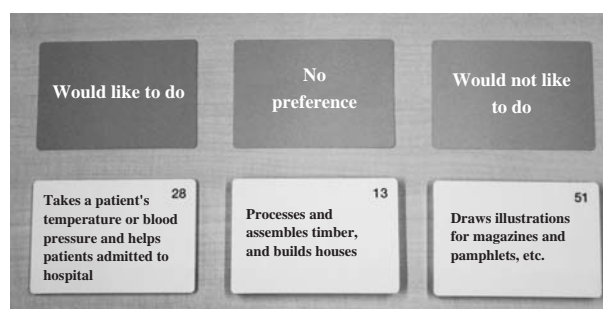 Would like to do
No
preference
Would not like
to do
28
Takes a patient's
temperature or blood
pressure and helps
patients admitted to
hospital
13
Processes and
assembles timber,
and builds houses
51
Draws illustrations
for magazines and
pamphlets, etc.